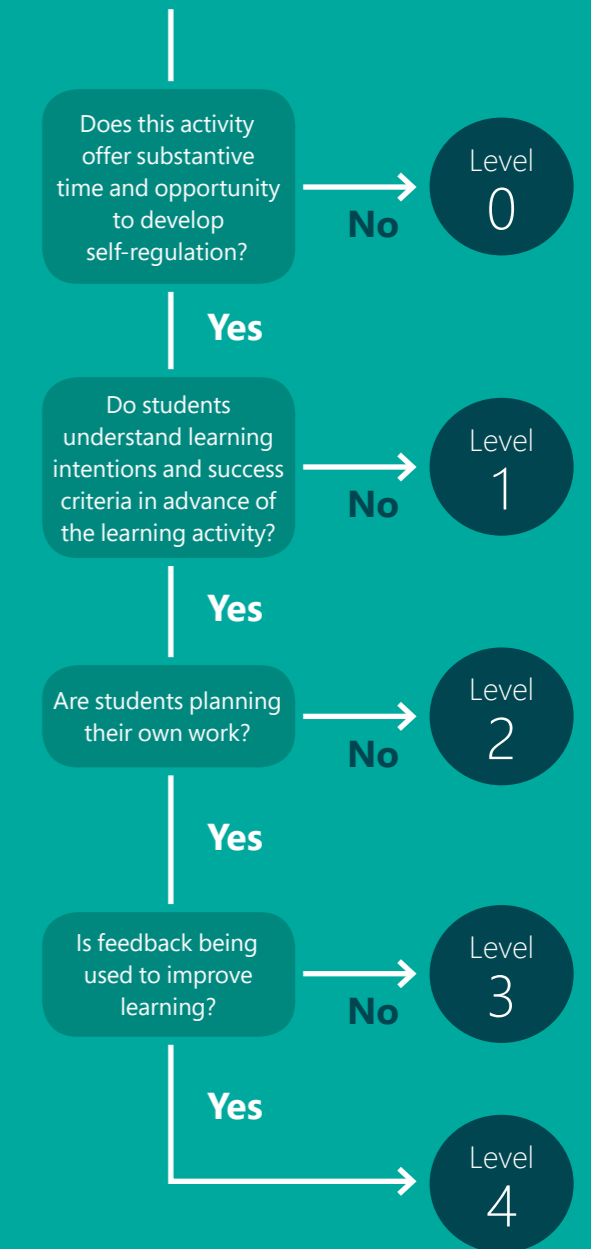 Does this activity
offer substantive
time and opportunity
to develop
self-regulation?
No
Level
0
Yes
Do students
understand learning
intentions and success
criteria in advance of
the learning activity?
No
Level
1
Yes
Are students planning
their own work?
No
Level
2
Yes
Is feedback being
used to improve
learning?
No
Level
3
Yes
Level
4